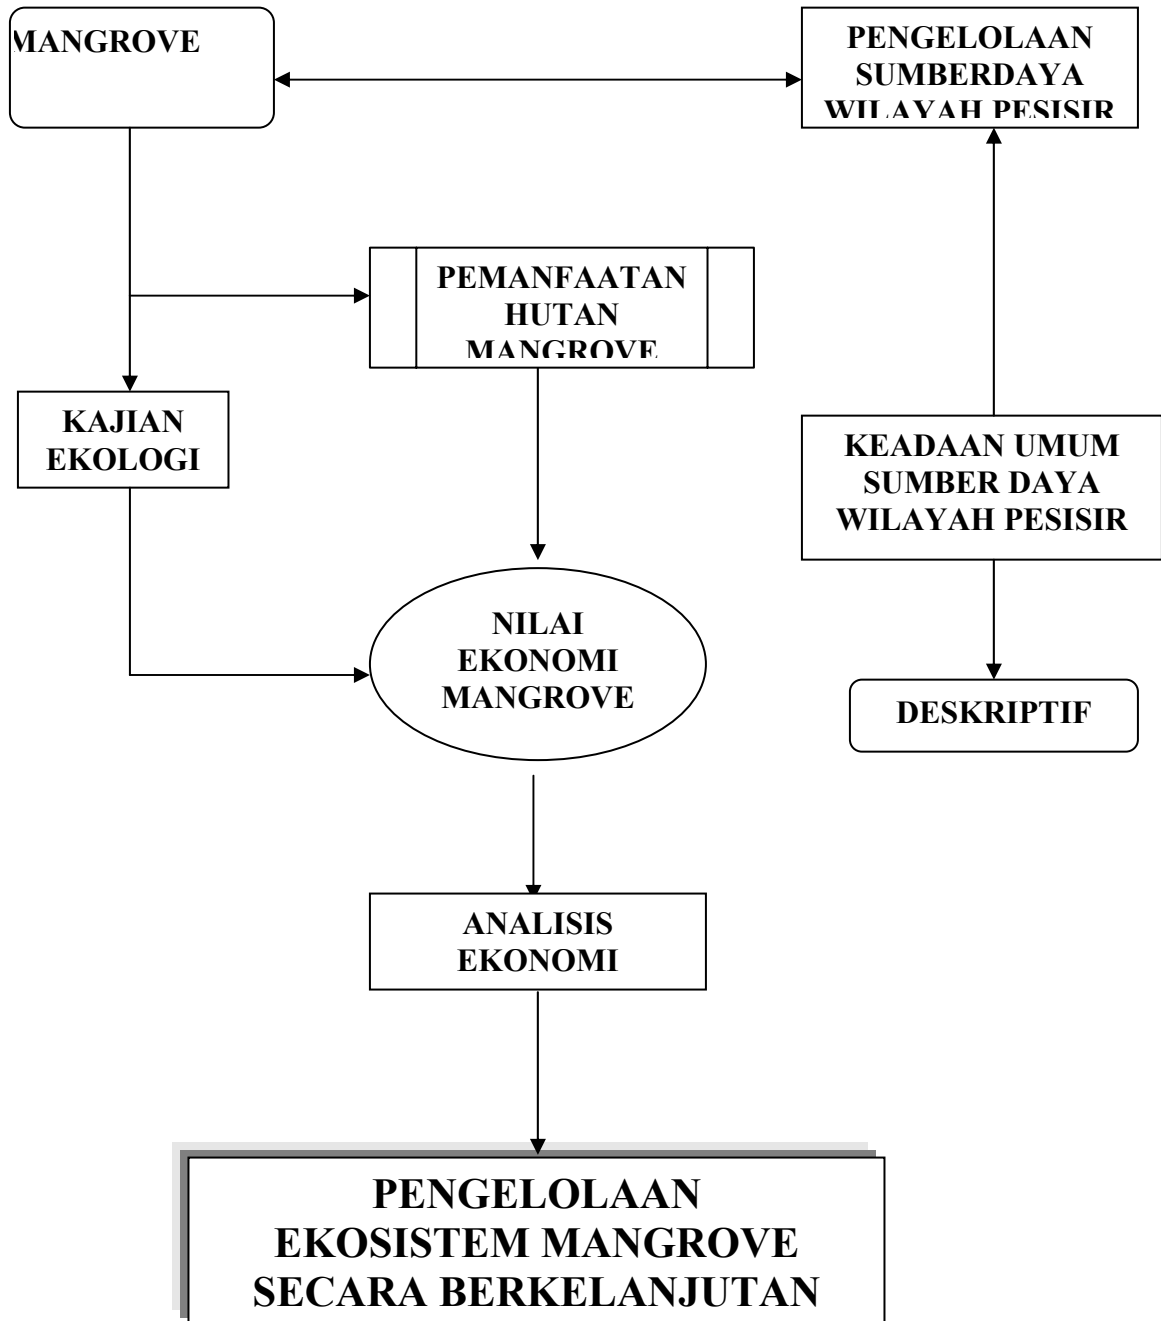 MANGROVE
PENGELOLAAN
SUMBERDAYA
WILAYAH PESISIR
PEMANFAATAN
HUTAN
MANGROVE
KAJIAN
EKOLOGI
KEADAAN UMUM
SUMBER DAYA
WILAYAH PESISIR
NILAI
EKONOMI
MANGROVE
DESKRIPTIF
ANALISIS
EKONOMI
PENGELOLAAN
EKOSISTEM MANGROVE
SECARA BERKELANJUTAN